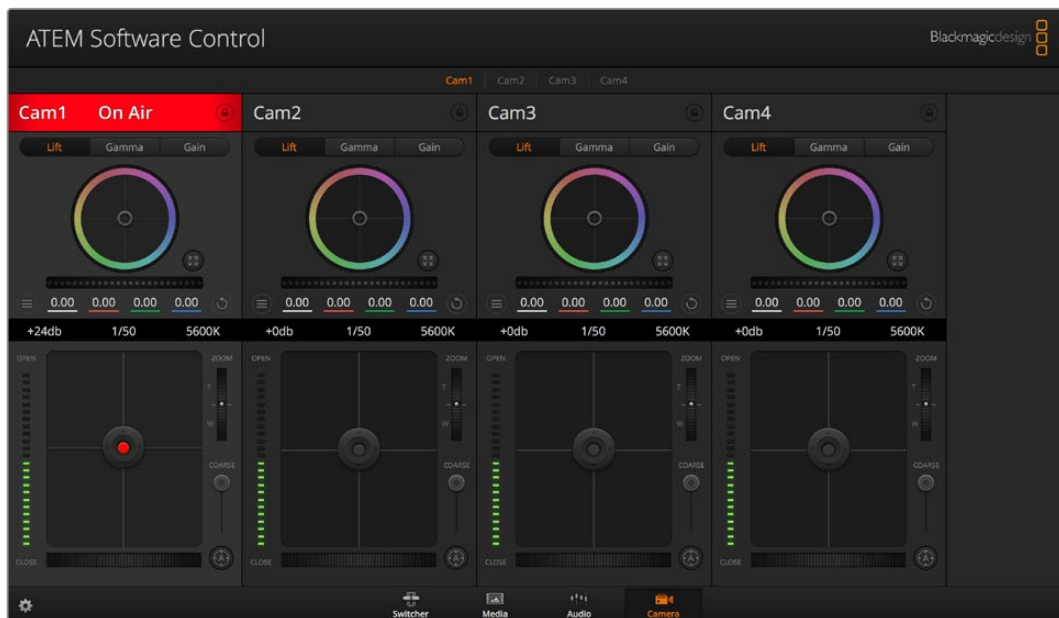 ATEM Software Control
Blackmagicdesign
Cam1 Cam2 Cam3 Cam4
Cam1 On Air Cam2 Cam3 Cam4
Lift Gamma Gain Lift Gamma Gain Lift Gamma Gain Lift Gamma Gain
0.00 0.00 0.00 0.00 0.00 0.00 0.00 0.00 0.00 0.00 0.00 0.00 0.00 0.00 0.00 0.00
+24db 1/50 5600K +0db 1/50 5600K +0db 1/50 5600K +0db 1/50 5600K
OPEN ZOOM OPEN ZOOM OPEN ZOOM OPEN ZOOM
T T T T
W W W W
COARSE COARSE COARSE COARSE
CLOSE A CLOSE A CLOSE A CLOSE A
Switcher Media Audio Camera